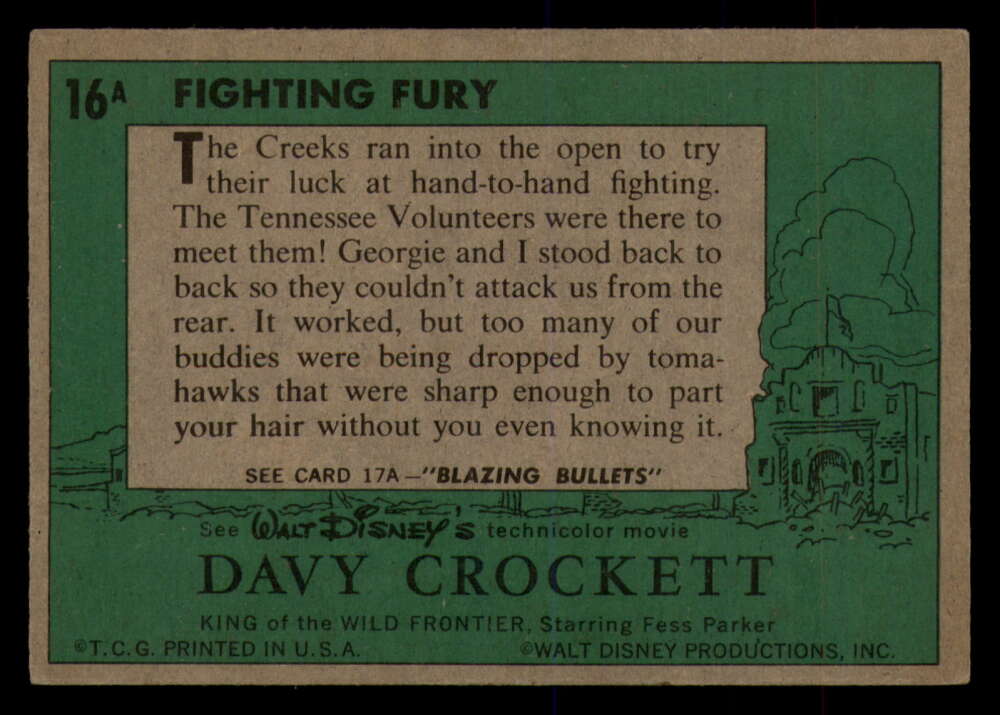 16A FIGHTING FURY
The Creeks ran into the open to try
their luck at hand-to-hand fighting.
The Tennessee Volunteers were there to
meet them! Georgie and I stood back to
back so they couldn't attack us from the
rear. It worked, but too many of our
buddies were being dropped by toma-
hawks that were sharp enough to part
your hair without you even knowing it.
SEE CARD 17A—"BLAZING BULLETS"
See WALT DISNEY'S technicolor movie
DAVY CROCKETT
KING of the WILD FRONTIER, Starring Fess Parker
©T.C.G. PRINTED IN U.S.A. ©WALT DISNEY PRODUCTIONS, INC.